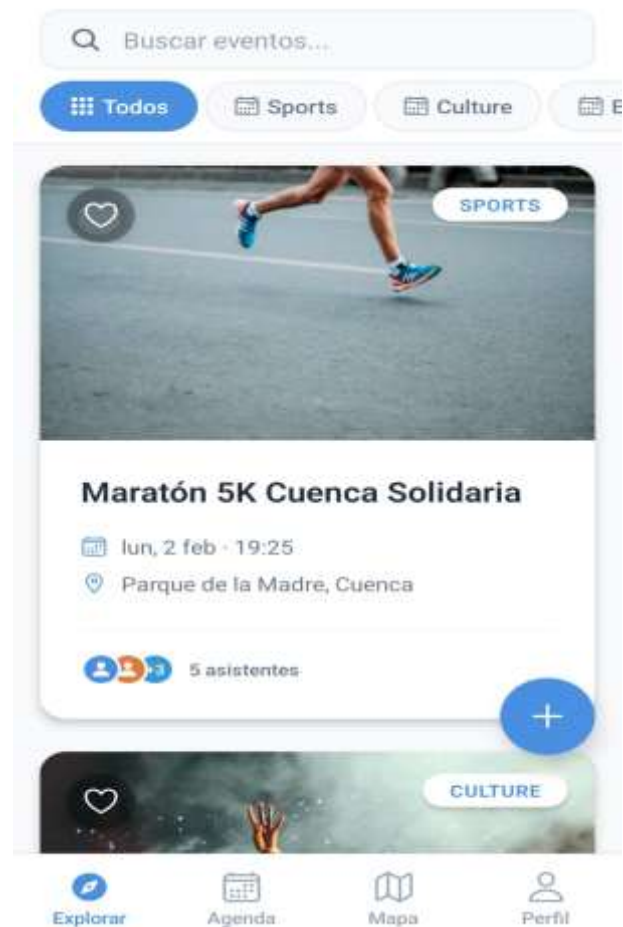 Buscar eventos...
Todos Sports Culture E
SPORTS
Maratón 5K Cuenca Solidaria
lun, 2 feb · 19:25
Parque de la Madre, Cuenca
+3 5 asistentes
CULTURE
Explorar Agenda Mapa Perfil